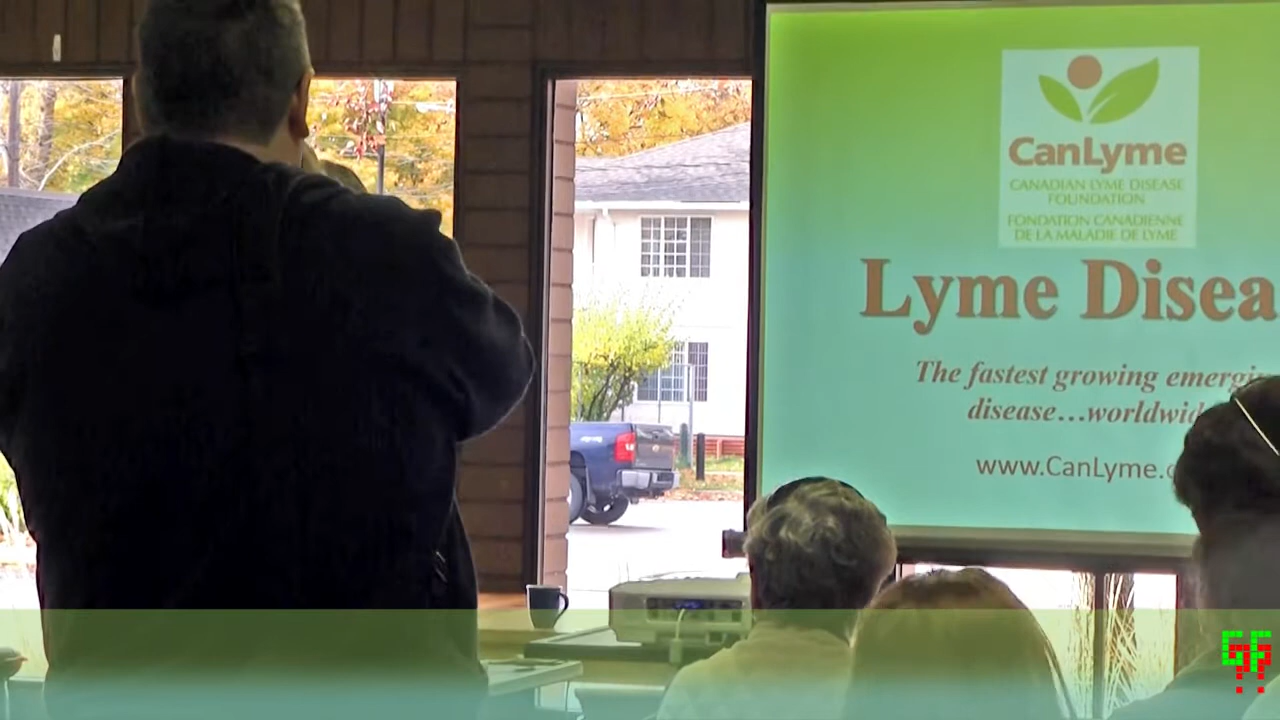 CanLyme
CANADIAN LYME DISEASE
FOUNDATION
FONDATION CANADIENNE
DE LA MALADIE DE LYME
Lyme Disea
The fastest growing emergi
disease...worldwid
www.CanLyme.